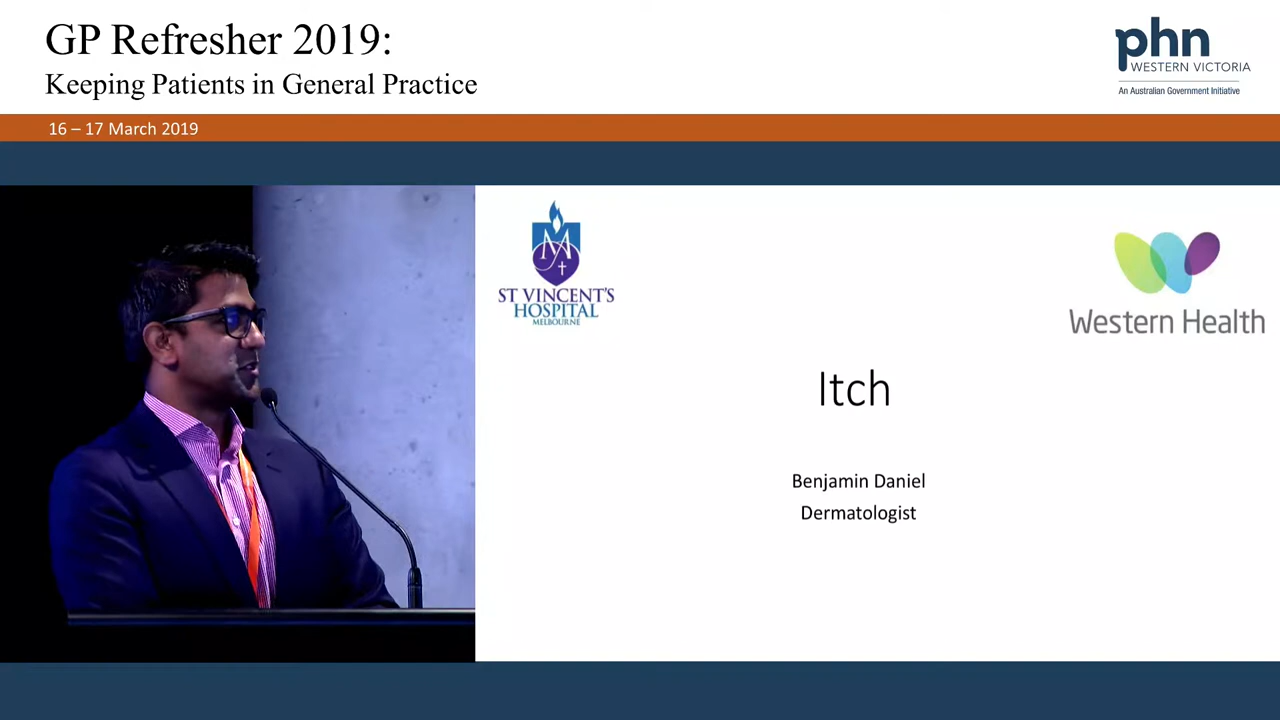 GP Refresher 2019:
Keeping Patients in General Practice
phn
WESTERN VICTORIA
An Australian Government Initiative
16 – 17 March 2019
ST VINCENT'S
HOSPITAL
MELBOURNE
Western Health
Itch
Benjamin Daniel
Dermatologist